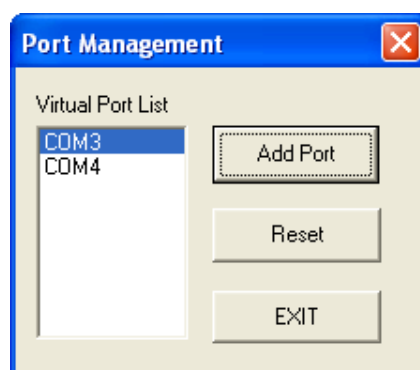 Port Management
Virtual Port List
COM3
COM4
Add Port
Reset
EXIT